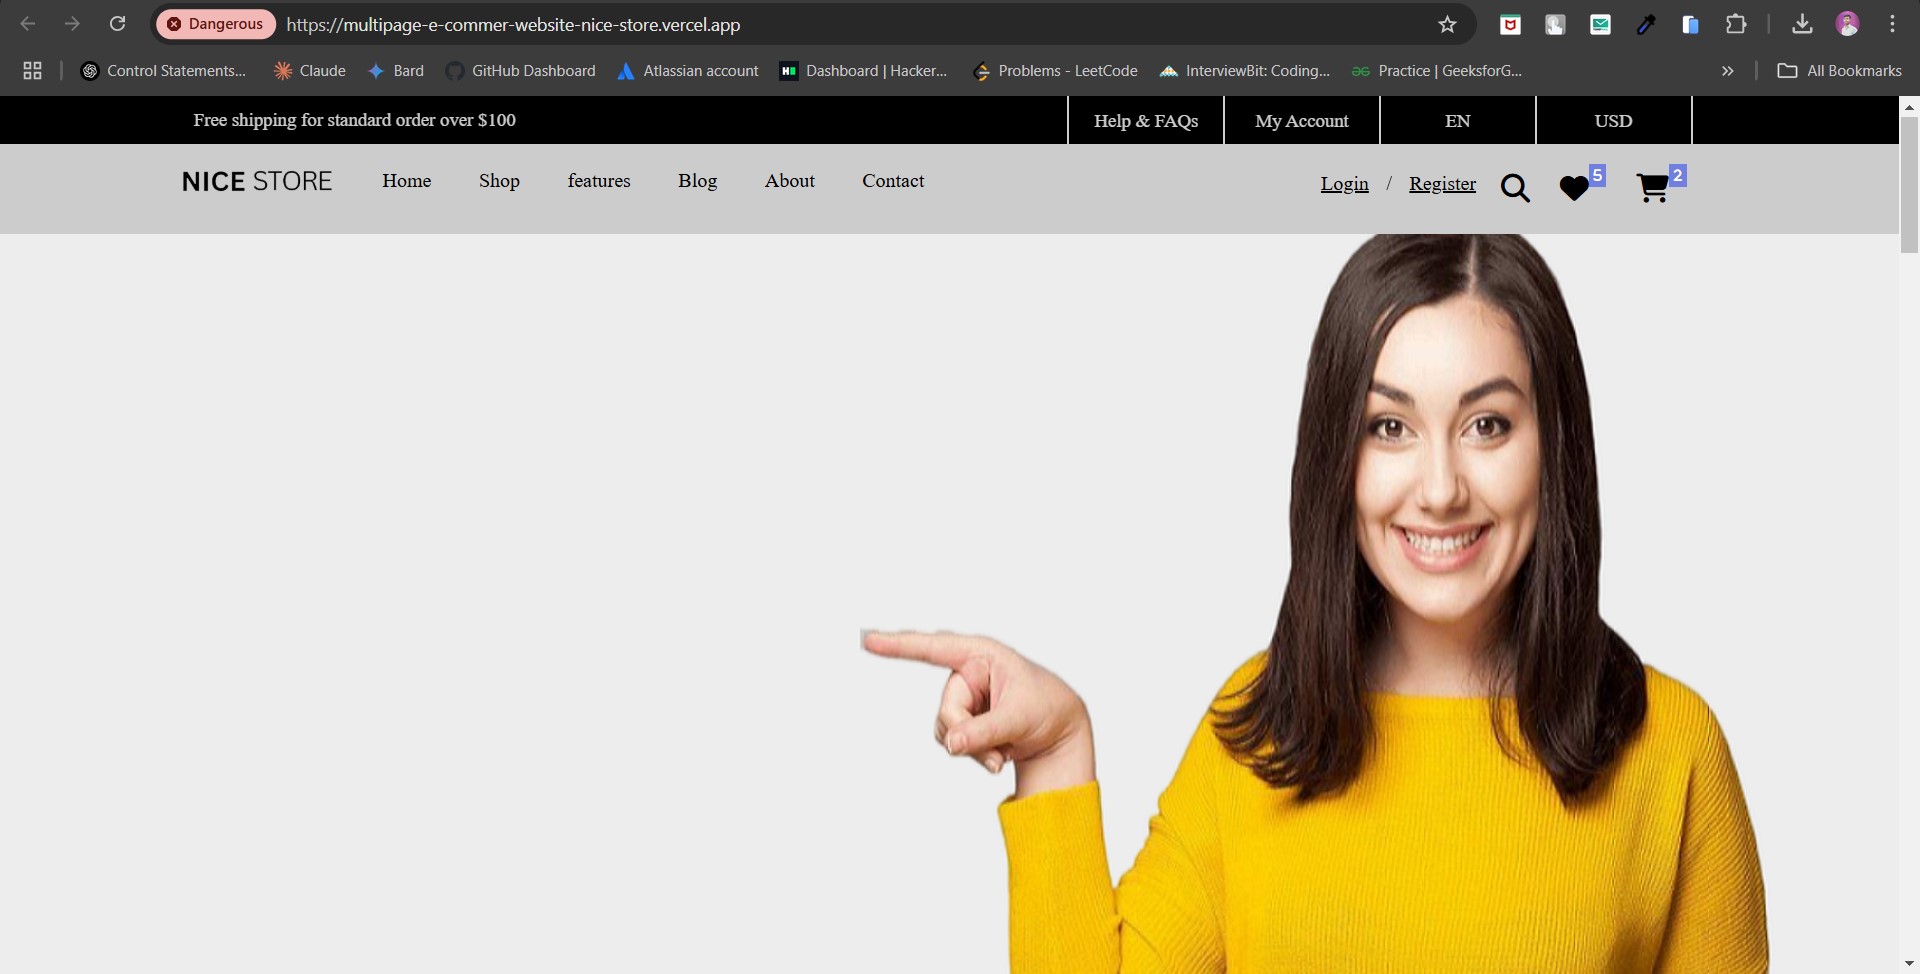 Dangerous https://multipage-e-commer-website-nice-store.vercel.app
Control Statements... Claude Bard GitHub Dashboard Atlassian account Dashboard | Hacker... Problems - LeetCode InterviewBit: Coding... Practice | GeeksforG... » All Bookmarks
Free shipping for standard order over $100 Help & FAQs My Account EN USD
NICE STORE Home Shop features Blog About Contact Login / Register 5 2